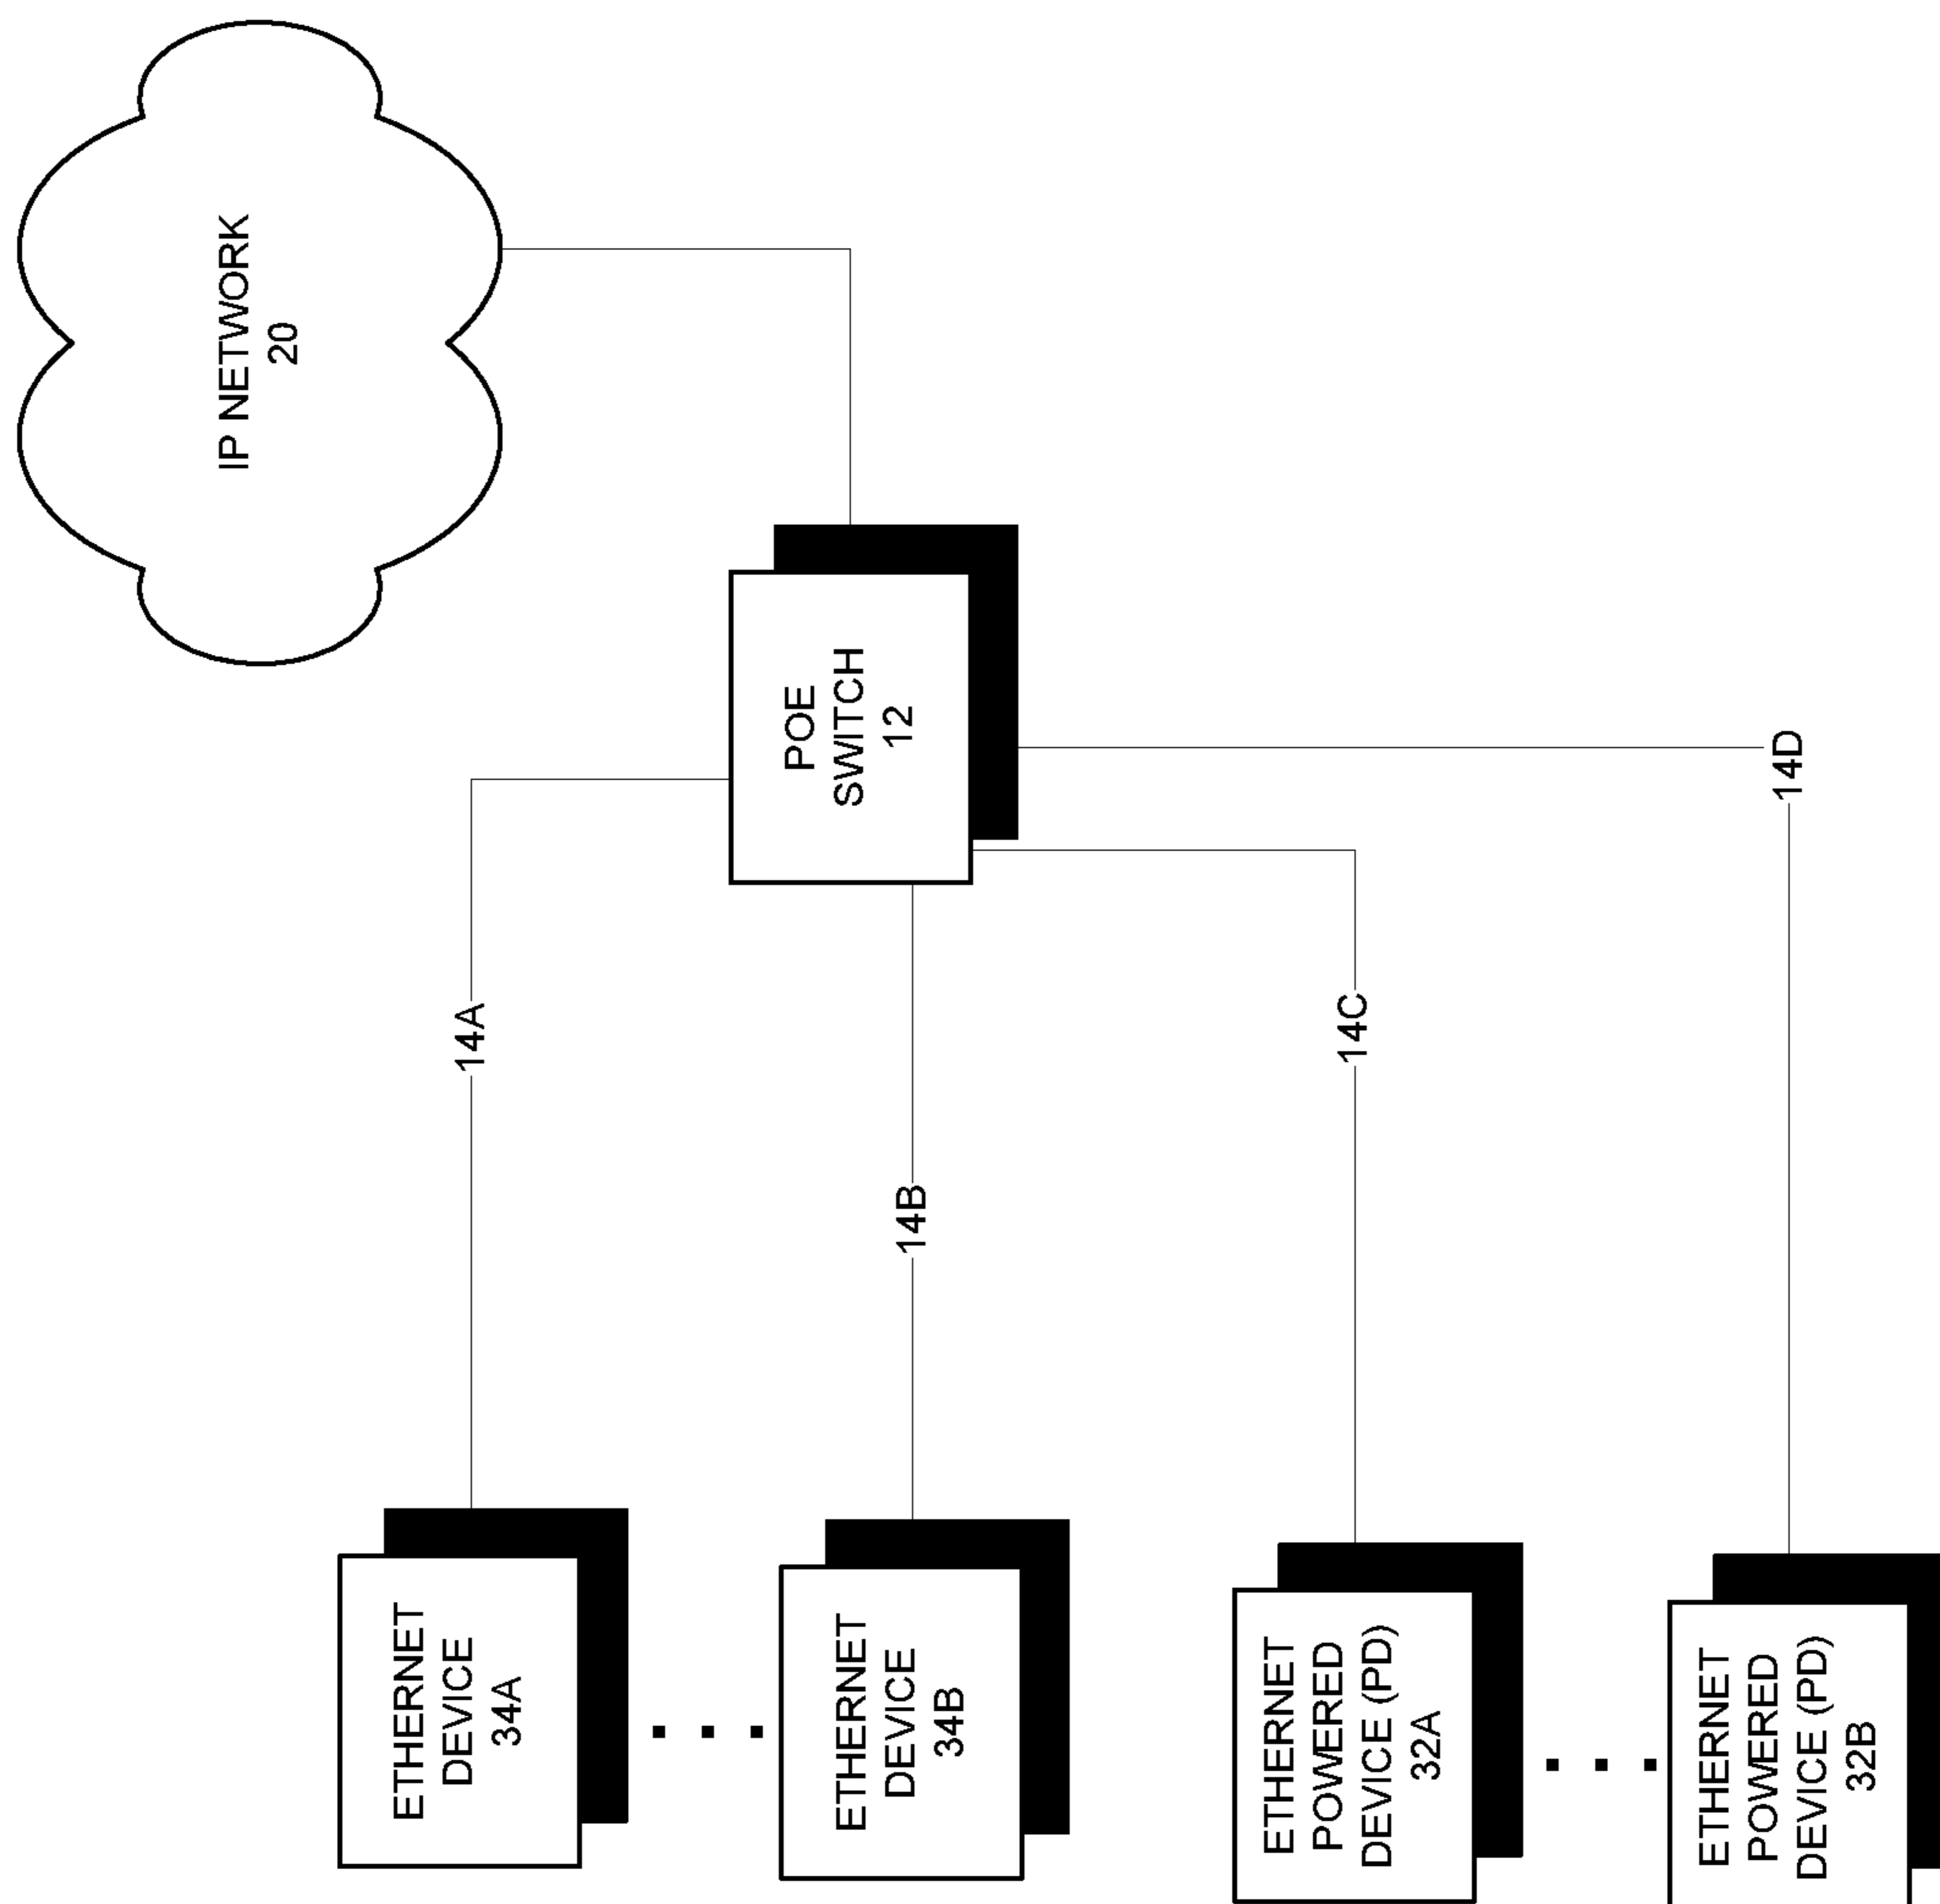 IP NETWORK
20
POE
SWITCH
12
14A
14B
14C
14D
ETHERNET
DEVICE
34A
ETHERNET
DEVICE
34B
ETHERNET
POWERED
DEVICE (PD)
32A
ETHERNET
POWERED
DEVICE (PD)
32B